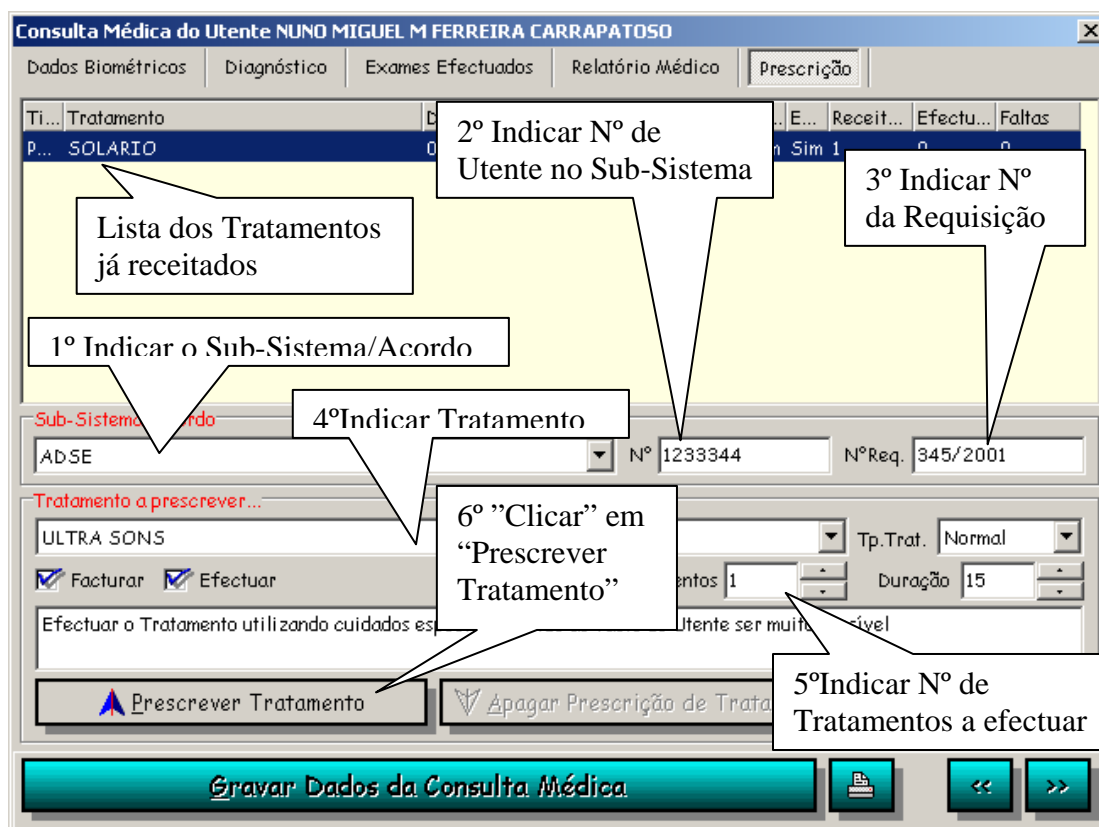 Consulta Médica do Utente NUNO MIGUEL M FERREIRA CARRAPATOSO
Dados Biométricos Diagnóstico Exames Efectuados Relatório Médico Prescrição
Ti... Tratamento E... Receit... Efectu... Faltas
P... SOLARIO Sim 1 0 0
2º Indicar Nº de
Utente no Sub-Sistema
3º Indicar Nº
da Requisição
Lista dos Tratamentos
já receitados
1º Indicar o Sub-Sistema/Acordo
4ºIndicar Tratamento
ADSE Nº 1233344 NºReq. 345/2001
Tratamento a prescrever...
ULTRA SONS Tp.Trat. Normal
6º ”Clicar” em
“Prescrever
Tratamento”
Facturar Efectuar 1 Duração 15
Efectuar o Tratamento utilizando cuidados Utente ser muito
5ºIndicar Nº de
Tratamentos a efectuar
Prescrever Tratamento Apagar Prescrição de
Gravar Dados da Consulta Médica << >>